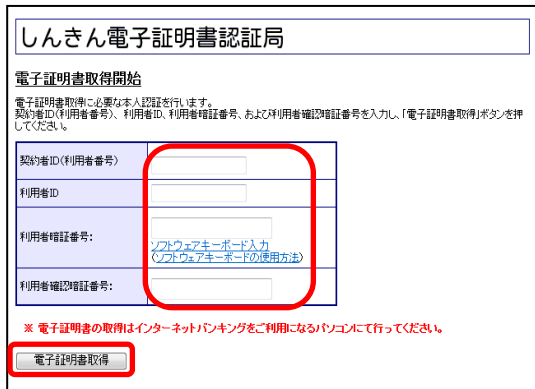 しんきん電子証明書認証局
電子証明書取得開始
電子証明書取得に必要な本人認証を行います。
契約者ID(利用者番号)、利用者ID、利用者暗証番号、および利用者確認暗証番号を入力し、「電子証明書取得」ボタンを押
してください。
契約者ID(利用者番号)
利用者ID
利用者暗証番号:
ソフトウェアキーボード入力
(ソフトウェアキーボードの使用方法)
利用者確認暗証番号:
※ 電子証明書の取得はインターネットバンキングをご利用になるパソコンにて行ってください。
電子証明書取得